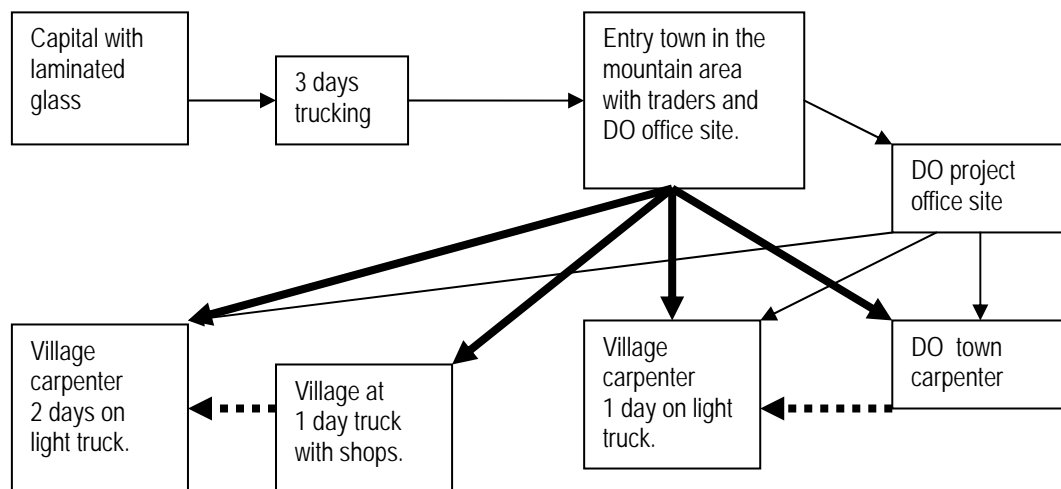 Capital with
laminated
glass
3 days
trucking
Entry town in the
mountain area
with traders and
DO office site.
DO project
office site
Village
carpenter
2 days on
light truck.
Village at
1 day truck
with shops.
Village
carpenter
1 day on light
truck.
DO town
carpenter